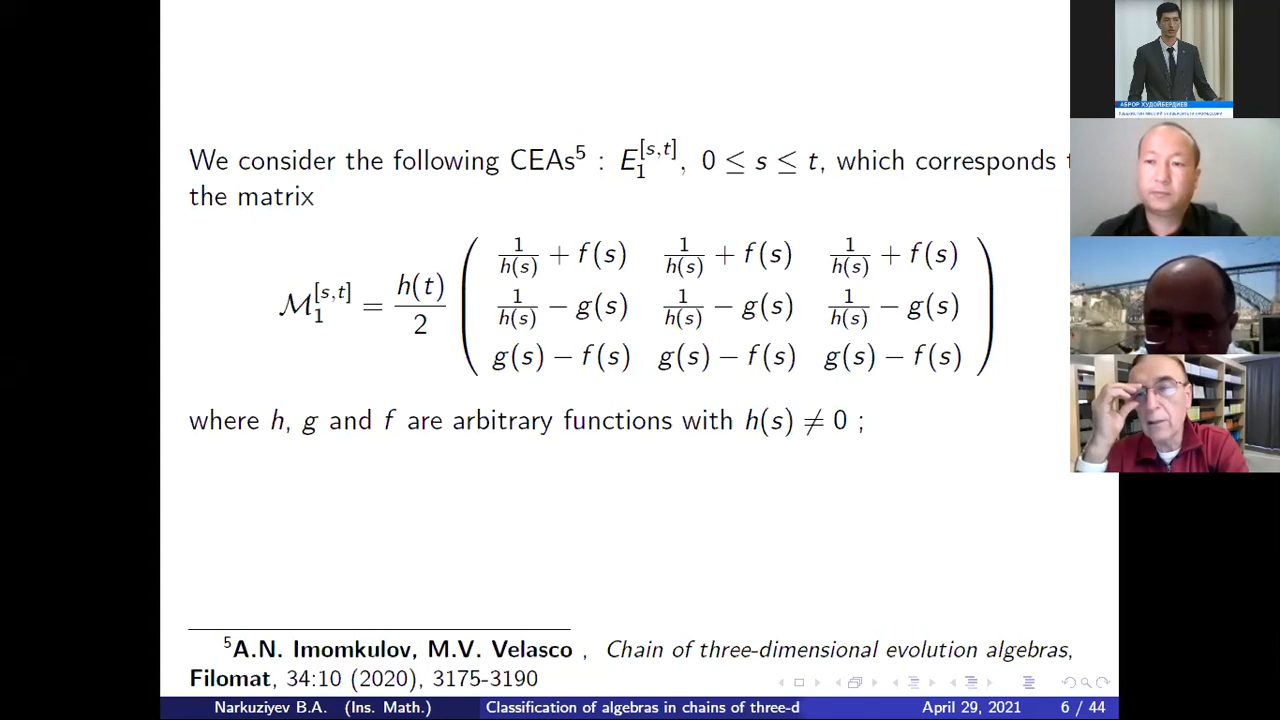 АБРОР ХУДОЙБЕРДИЕВ
We consider the following CEAs⁵ : E₁^{[s,t]}, 0 ≤ s ≤ t, which corresponds
the matrix
M₁^{[s,t]} = h(t)/2 ( 1/h(s) + f(s) 1/h(s) + f(s) 1/h(s) + f(s)
1/h(s) − g(s) 1/h(s) − g(s) 1/h(s) − g(s)
g(s) − f(s) g(s) − f(s) g(s) − f(s) )
where h, g and f are arbitrary functions with h(s) ≠ 0 ;
⁵A.N. Imomkulov, M.V. Velasco , Chain of three-dimensional evolution algebras,
Filomat, 34:10 (2020), 3175-3190
Narkuziyev B.A. (Ins. Math.) Classification of algebras in chains of three-d April 29, 2021 6 / 44